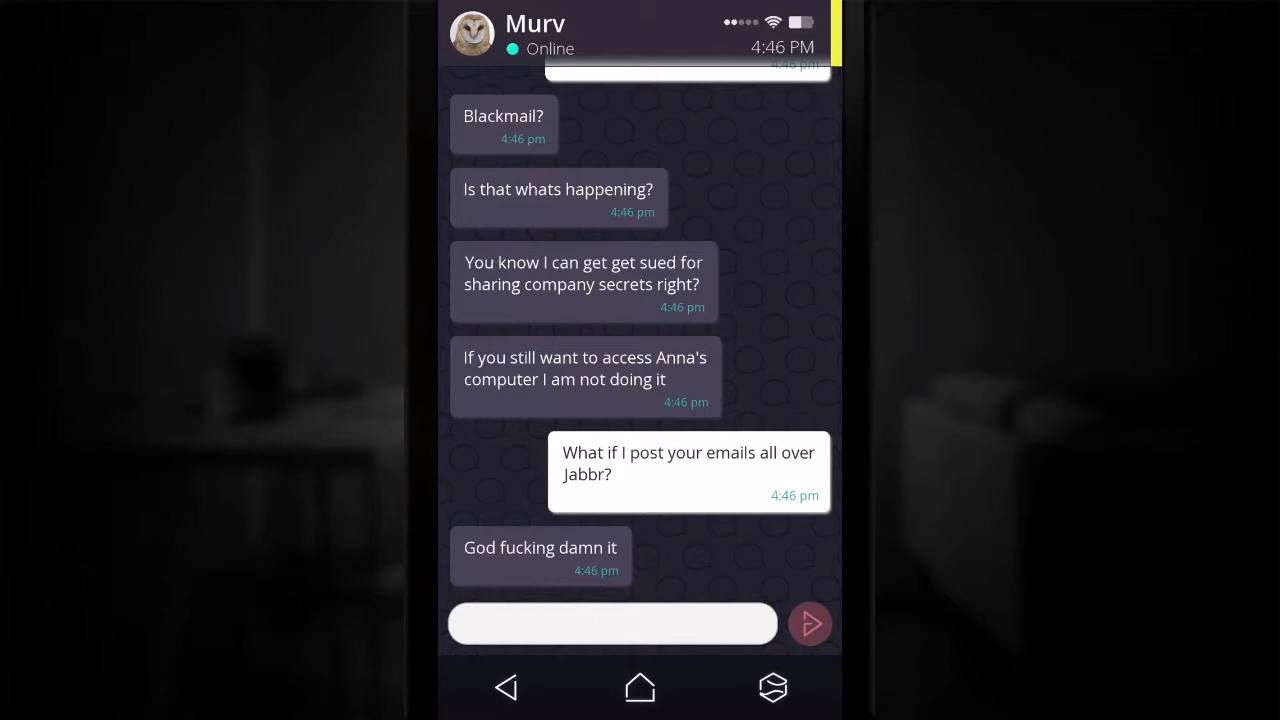 Murv
Online
4:46 PM
4:46 pm
Blackmail?
4:46 pm
Is that whats happening?
4:46 pm
You know I can get get sued for
sharing company secrets right?
4:46 pm
If you still want to access Anna's
computer I am not doing it
4:46 pm
What if I post your emails all over
Jabbr?
4:46 pm
God fucking damn it
4:46 pm